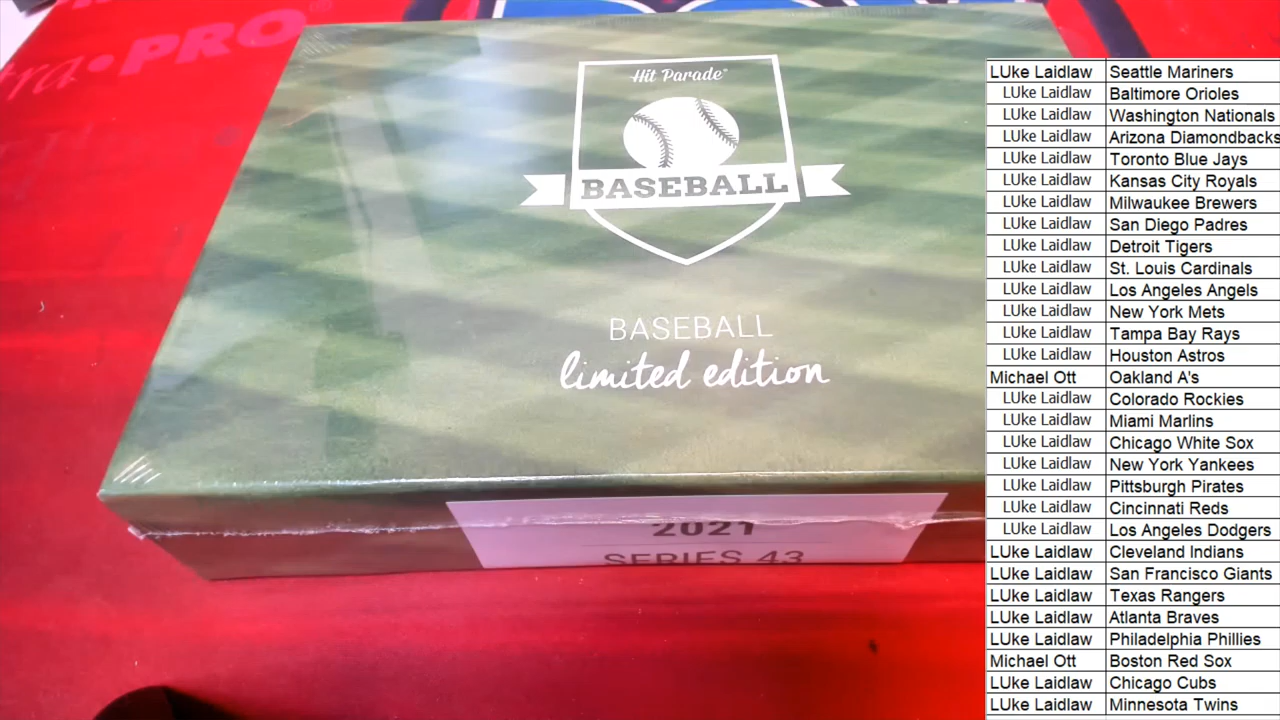 ra•PRO
Hit Parade
BASEBALL
BASEBALL
limited edition
2021
SERIES 43
LUke Laidlaw Seattle Mariners
LUke Laidlaw Baltimore Orioles
LUke Laidlaw Washington Nationals
LUke Laidlaw Arizona Diamondbacks
LUke Laidlaw Toronto Blue Jays
LUke Laidlaw Kansas City Royals
LUke Laidlaw Milwaukee Brewers
LUke Laidlaw San Diego Padres
LUke Laidlaw Detroit Tigers
LUke Laidlaw St. Louis Cardinals
LUke Laidlaw Los Angeles Angels
LUke Laidlaw New York Mets
LUke Laidlaw Tampa Bay Rays
LUke Laidlaw Houston Astros
Michael Ott Oakland A's
LUke Laidlaw Colorado Rockies
LUke Laidlaw Miami Marlins
LUke Laidlaw Chicago White Sox
LUke Laidlaw New York Yankees
LUke Laidlaw Pittsburgh Pirates
LUke Laidlaw Cincinnati Reds
LUke Laidlaw Los Angeles Dodgers
LUke Laidlaw Cleveland Indians
LUke Laidlaw San Francisco Giants
LUke Laidlaw Texas Rangers
LUke Laidlaw Atlanta Braves
LUke Laidlaw Philadelphia Phillies
Michael Ott Boston Red Sox
LUke Laidlaw Chicago Cubs
LUke Laidlaw Minnesota Twins